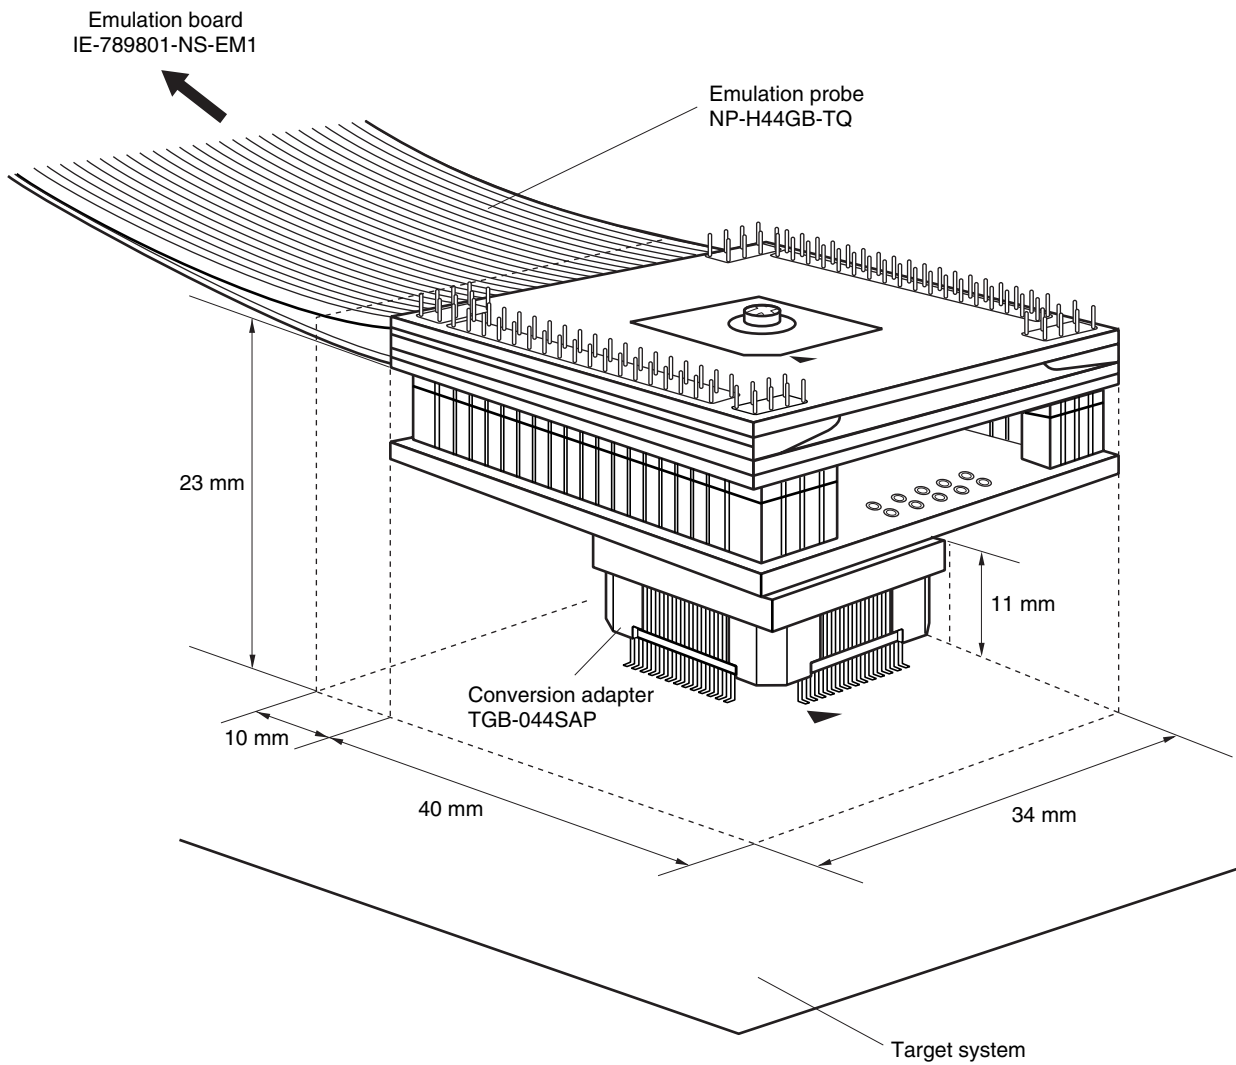 Emulation board
IE-789801-NS-EM1
Emulation probe
NP-H44GB-TQ
23 mm
11 mm
Conversion adapter
TGB-044SAP
10 mm
40 mm
34 mm
Target system